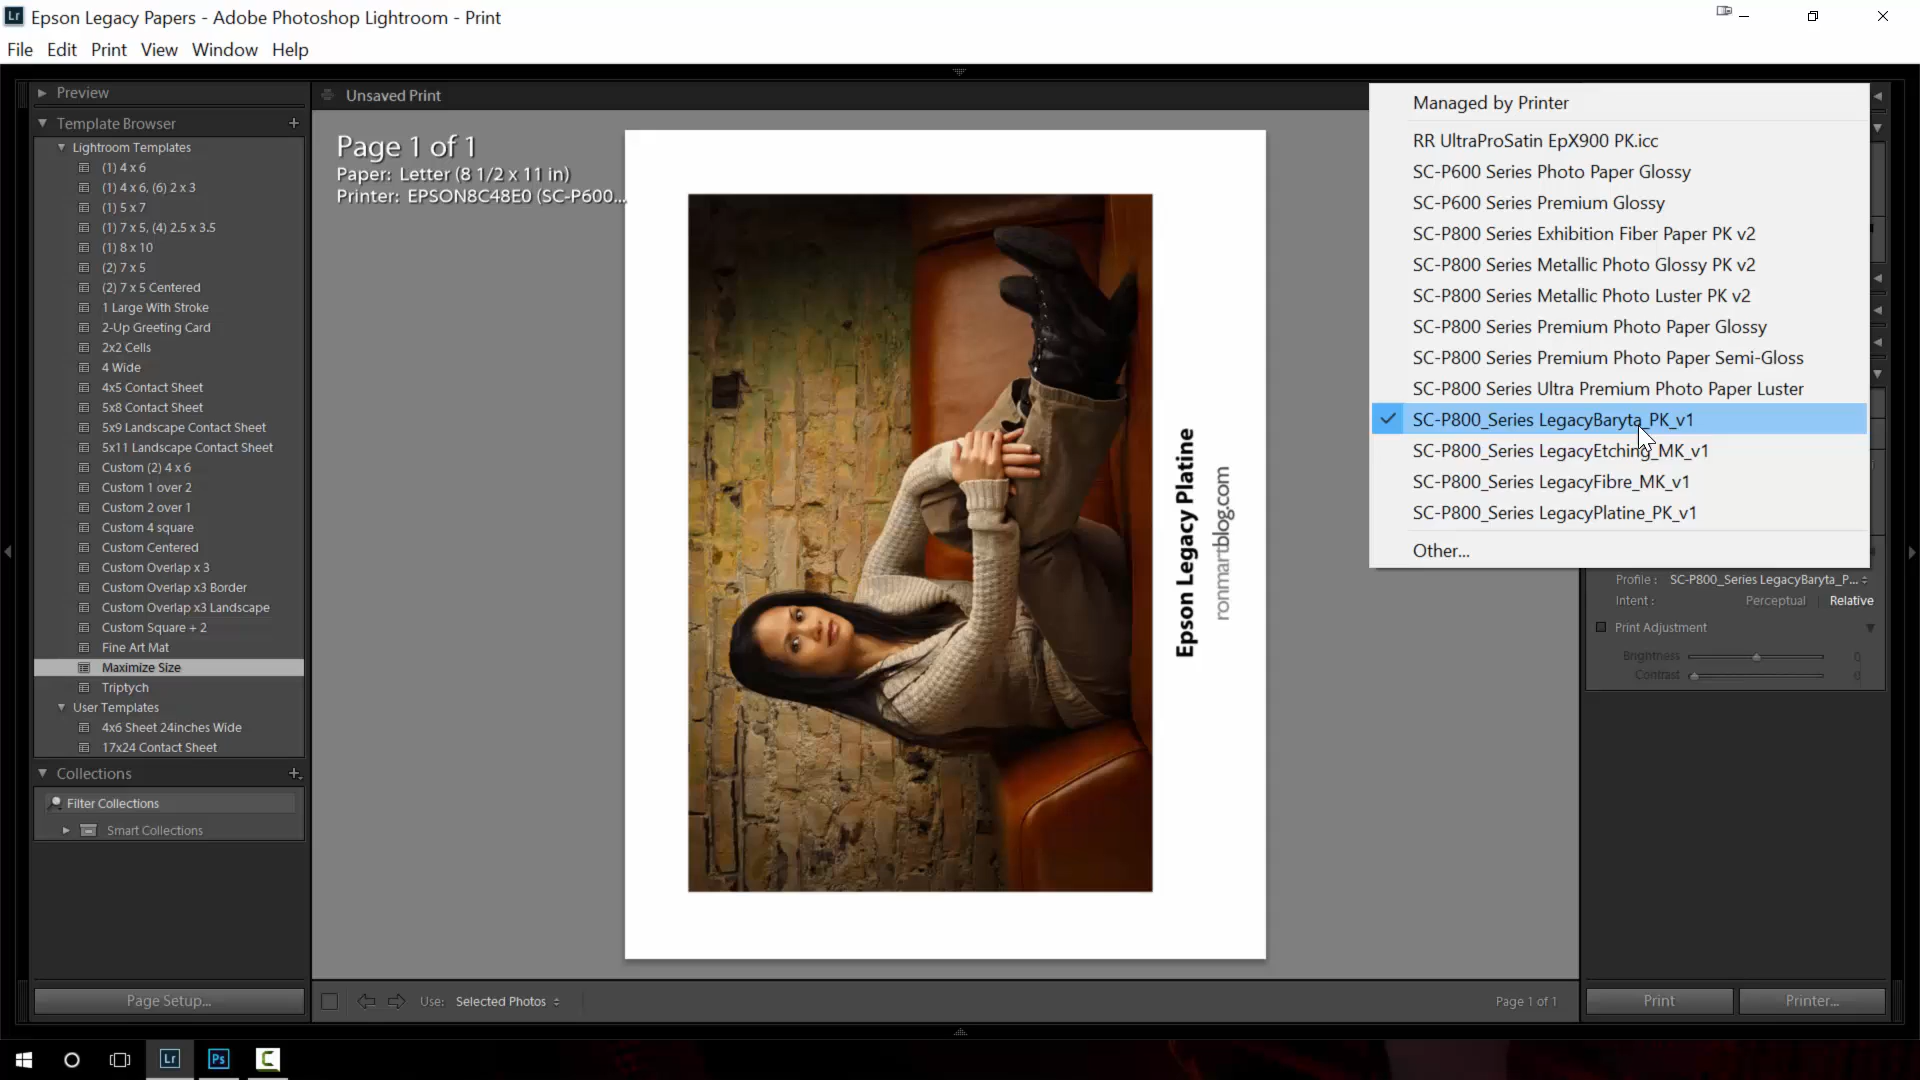 Lr Epson Legacy Papers - Adobe Photoshop Lightroom - Print
File Edit Print View Window Help
Preview
Template Browser +
Lightroom Templates
(1) 4 x 6
(1) 4 x 6, (6) 2 x 3
(1) 5 x 7
(1) 7 x 5, (4) 2.5 x 3.5
(1) 8 x 10
(2) 7 x 5
(2) 7 x 5 Centered
1 Large With Stroke
2-Up Greeting Card
2x2 Cells
4 Wide
4x5 Contact Sheet
5x8 Contact Sheet
5x9 Landscape Contact Sheet
5x11 Landscape Contact Sheet
Custom (2) 4 x 6
Custom 1 over 2
Custom 2 over 1
Custom 4 square
Custom Centered
Custom Overlap x 3
Custom Overlap x3 Border
Custom Overlap x3 Landscape
Custom Square + 2
Fine Art Mat
Maximize Size
Triptych
User Templates
4x6 Sheet 24inches Wide
17x24 Contact Sheet
Collections +
Filter Collections
Smart Collections
Page Setup...
Unsaved Print
Page 1 of 1
Paper: Letter (8 1/2 x 11 in)
Printer: EPSON8C48E0 (SC-P600...
Epson Legacy Platine
ronmartblog.com
Use: Selected Photos
Page 1 of 1
Managed by Printer
RR UltraProSatin EpX900 PK.icc
SC-P600 Series Photo Paper Glossy
SC-P600 Series Premium Glossy
SC-P800 Series Exhibition Fiber Paper PK v2
SC-P800 Series Metallic Photo Glossy PK v2
SC-P800 Series Metallic Photo Luster PK v2
SC-P800 Series Premium Photo Paper Glossy
SC-P800 Series Premium Photo Paper Semi-Gloss
SC-P800 Series Ultra Premium Photo Paper Luster
SC-P800_Series LegacyBaryta_PK_v1
SC-P800_Series LegacyEtching_MK_v1
SC-P800_Series LegacyFibre_MK_v1
SC-P800_Series LegacyPlatine_PK_v1
Other...
Profile : SC-P800_Series LegacyBaryta_P...
Intent : Perceptual Relative
Print Adjustment
Brightness 0
Contrast 0
Print Printer...
Lr Ps C